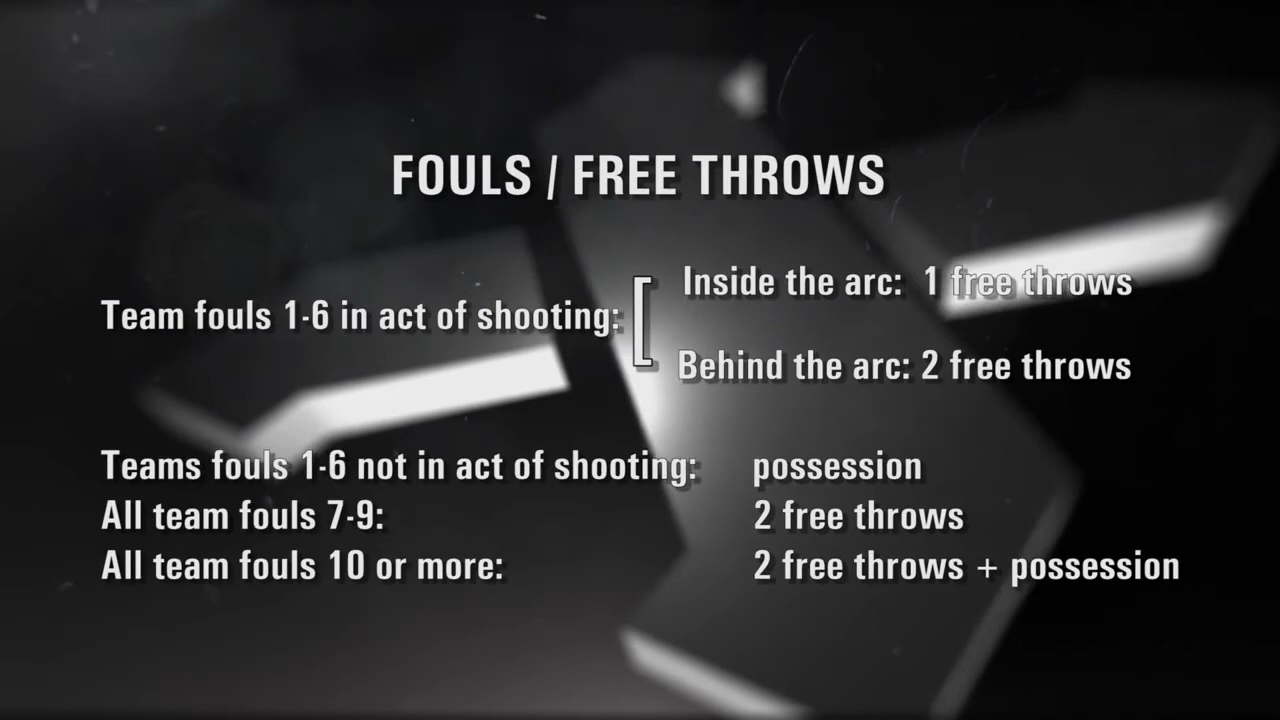 FOULS / FREE THROWS
Team fouls 1-6 in act of shooting:
Inside the arc: 1 free throws
Behind the arc: 2 free throws
Teams fouls 1-6 not in act of shooting: possession
All team fouls 7-9: 2 free throws
All team fouls 10 or more: 2 free throws + possession